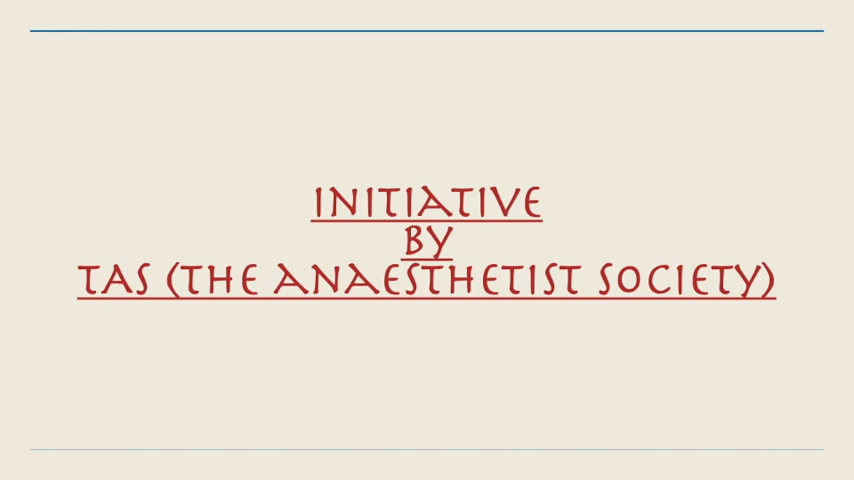 INITIATIVE
BY
TAS (THE ANAESTHETIST SOCIETY)